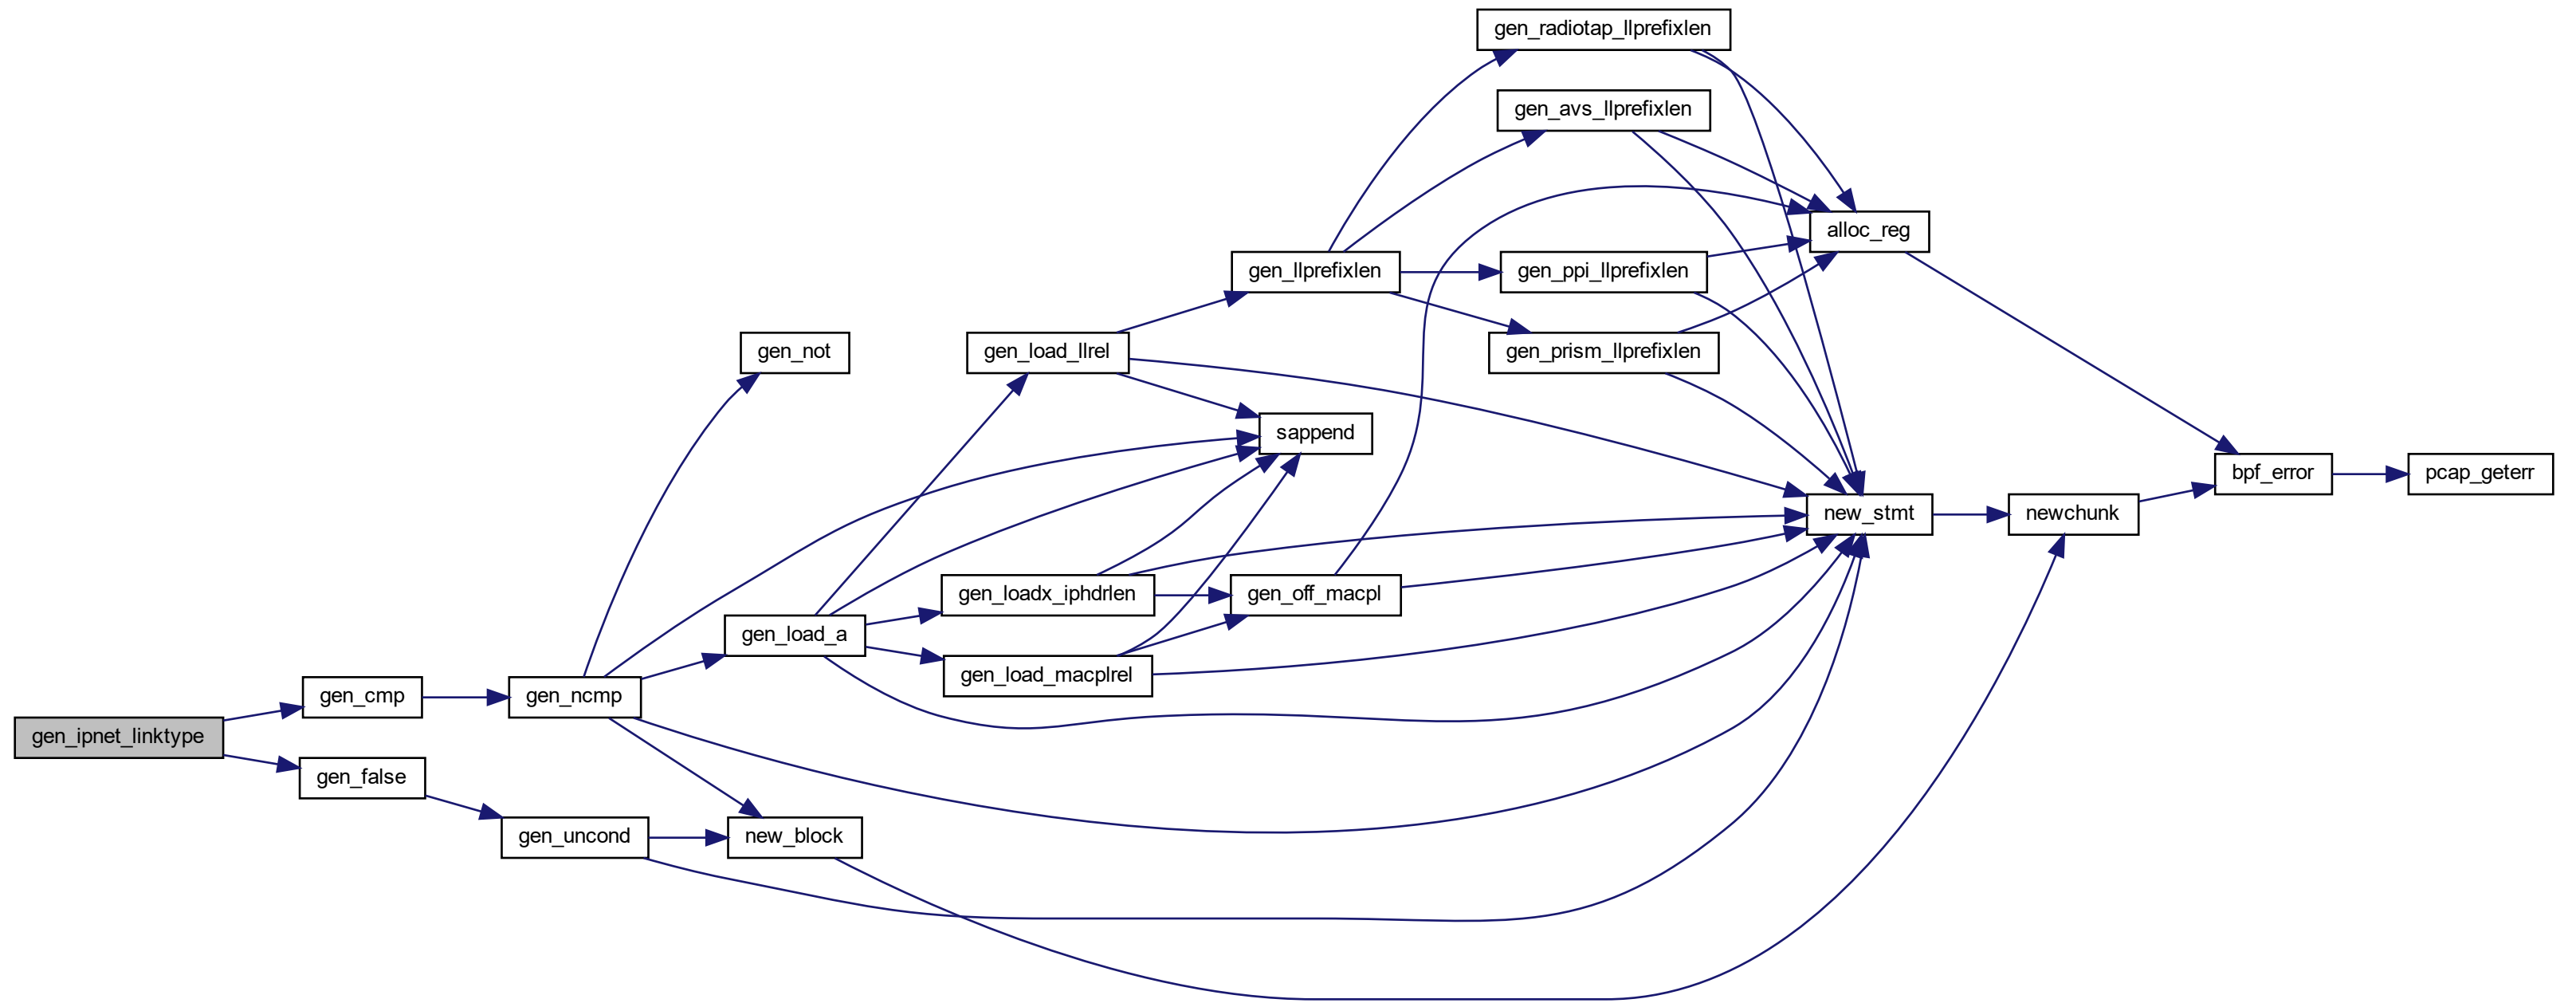 gen_radiotap_llprefixlen
gen_avs_llprefixlen
alloc_reg
gen_llprefixlen
gen_ppi_llprefixlen
gen_not
gen_load_llrel
gen_prism_llprefixlen
sappend
bpf_error
pcap_geterr
new_stmt
newchunk
gen_loadx_iphdrlen
gen_off_macpl
gen_load_a
gen_load_macplrel
gen_cmp
gen_ncmp
gen_ipnet_linktype
gen_false
gen_uncond
new_block